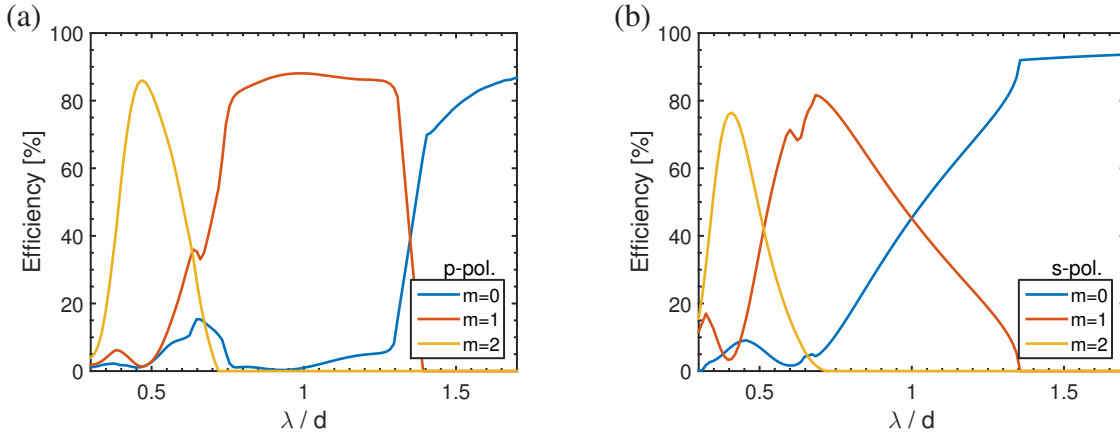 (a)
100
80
60
40
20
0
Efficiency [%]
0.5
1
1.5
λ / d
p-pol.
m=0
m=1
m=2
(b)
100
80
60
40
20
0
Efficiency [%]
0.5
1
1.5
λ / d
s-pol.
m=0
m=1
m=2